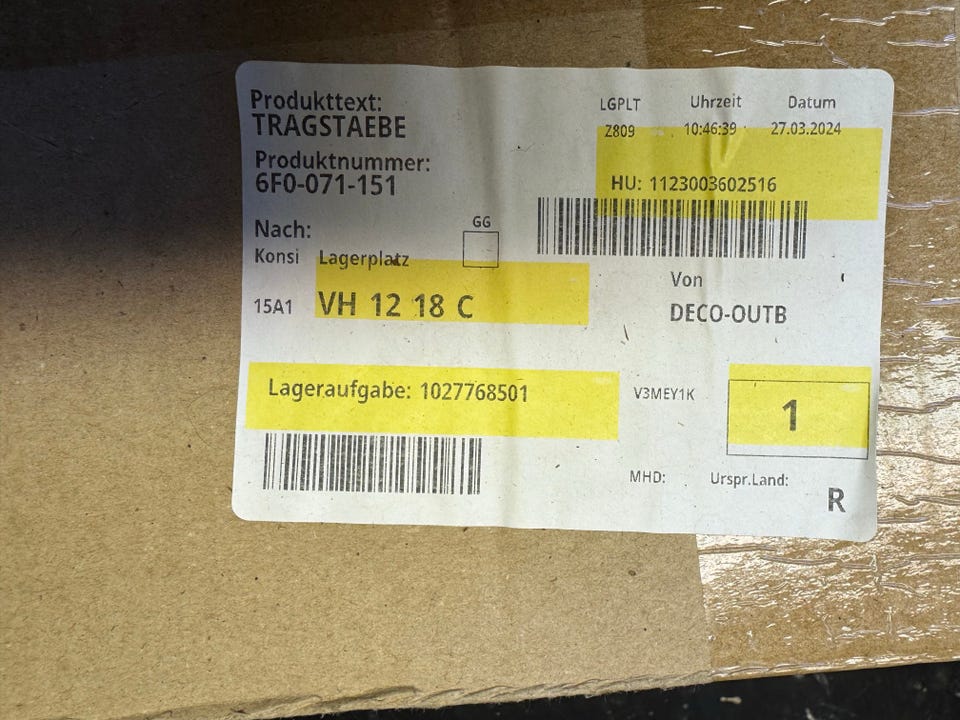 Produkttext:
TRAGSTAEBE
LGPLT Uhrzeit Datum
Z809 10:46:39 27.03.2024
Produktnummer:
6F0-071-151
HU: 1123003602516
Nach:
GG
Konsi Lagerplatz
15A1 VH 12 18 C
Von
DECO-OUTB
Lageraufgabe: 1027768501
V3MEY1K
1
MHD: Urspr.Land:
R